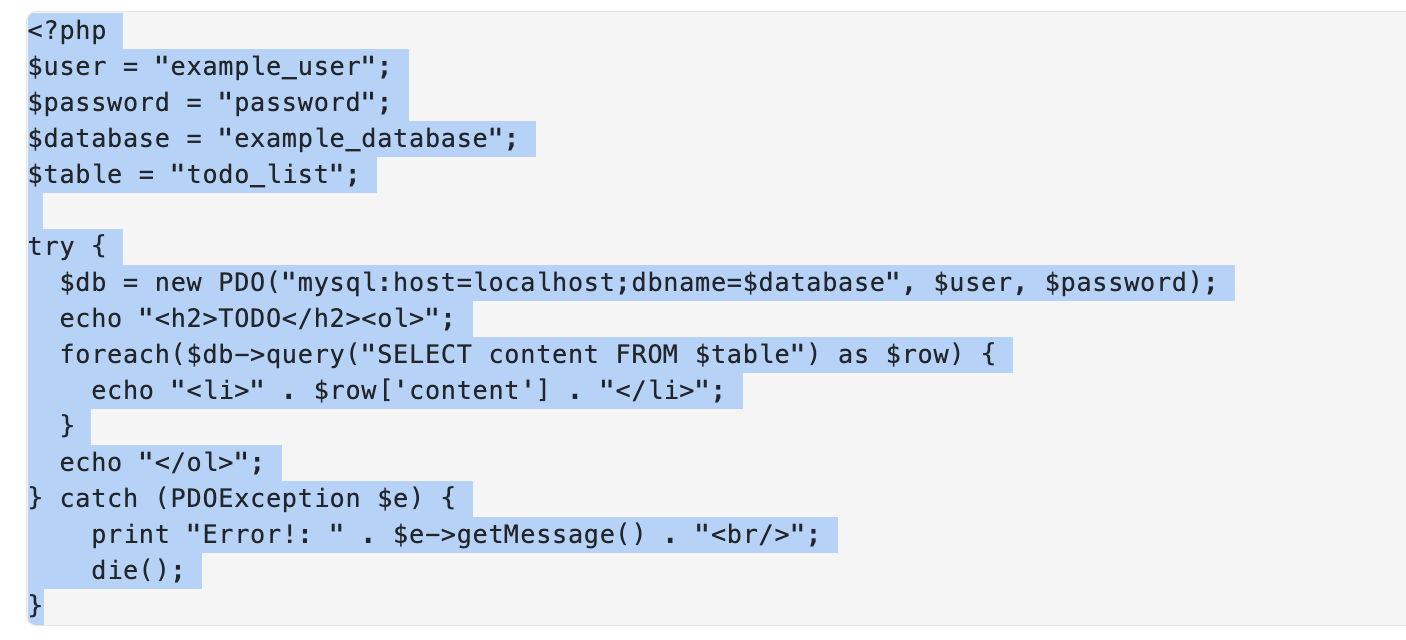 <?php
$user = "example_user";
$password = "password";
$database = "example_database";
$table = "todo_list";

try {
  $db = new PDO("mysql:host=localhost;dbname=$database", $user, $password);
  echo "<h2>TODO</h2><ol>";
  foreach($db->query("SELECT content FROM $table") as $row) {
    echo "<li>" . $row['content'] . "</li>";
  }
  echo "</ol>";
} catch (PDOException $e) {
    print "Error!: " . $e->getMessage() . "<br/>";
    die();
}